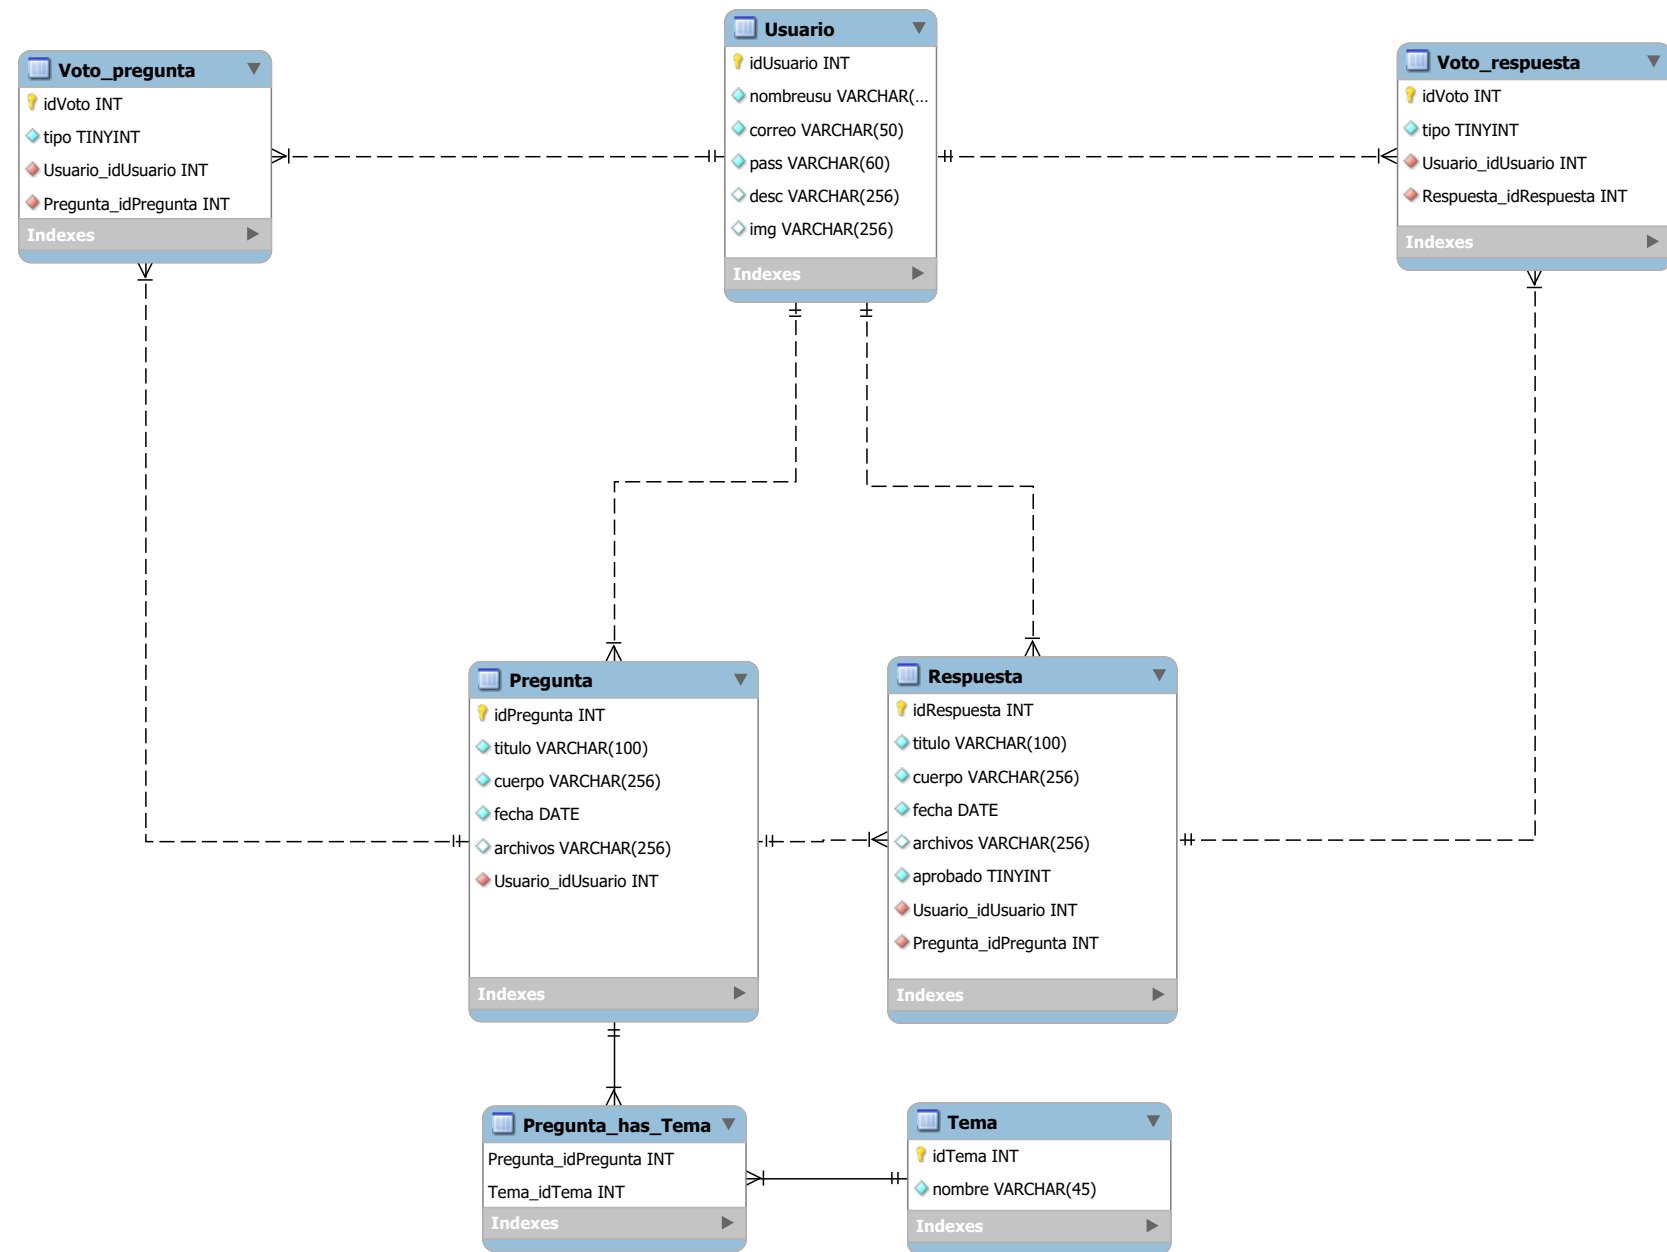 Usuario
idUsuario INT
nombreusu VARCHAR(...
correo VARCHAR(50)
pass VARCHAR(60)
desc VARCHAR(256)
img VARCHAR(256)
Indexes
Voto_pregunta
idVoto INT
tipo TINYINT
Usuario_idUsuario INT
Pregunta_idPregunta INT
Indexes
Voto_respuesta
idVoto INT
tipo TINYINT
Usuario_idUsuario INT
Respuesta_idRespuesta INT
Indexes
Pregunta
idPregunta INT
titulo VARCHAR(100)
cuerpo VARCHAR(256)
fecha DATE
archivos VARCHAR(256)
Usuario_idUsuario INT
Indexes
Respuesta
idRespuesta INT
titulo VARCHAR(100)
cuerpo VARCHAR(256)
fecha DATE
archivos VARCHAR(256)
aprobado TINYINT
Usuario_idUsuario INT
Pregunta_idPregunta INT
Indexes
Pregunta_has_Tema
Pregunta_idPregunta INT
Tema_idTema INT
Indexes
Tema
idTema INT
nombre VARCHAR(45)
Indexes